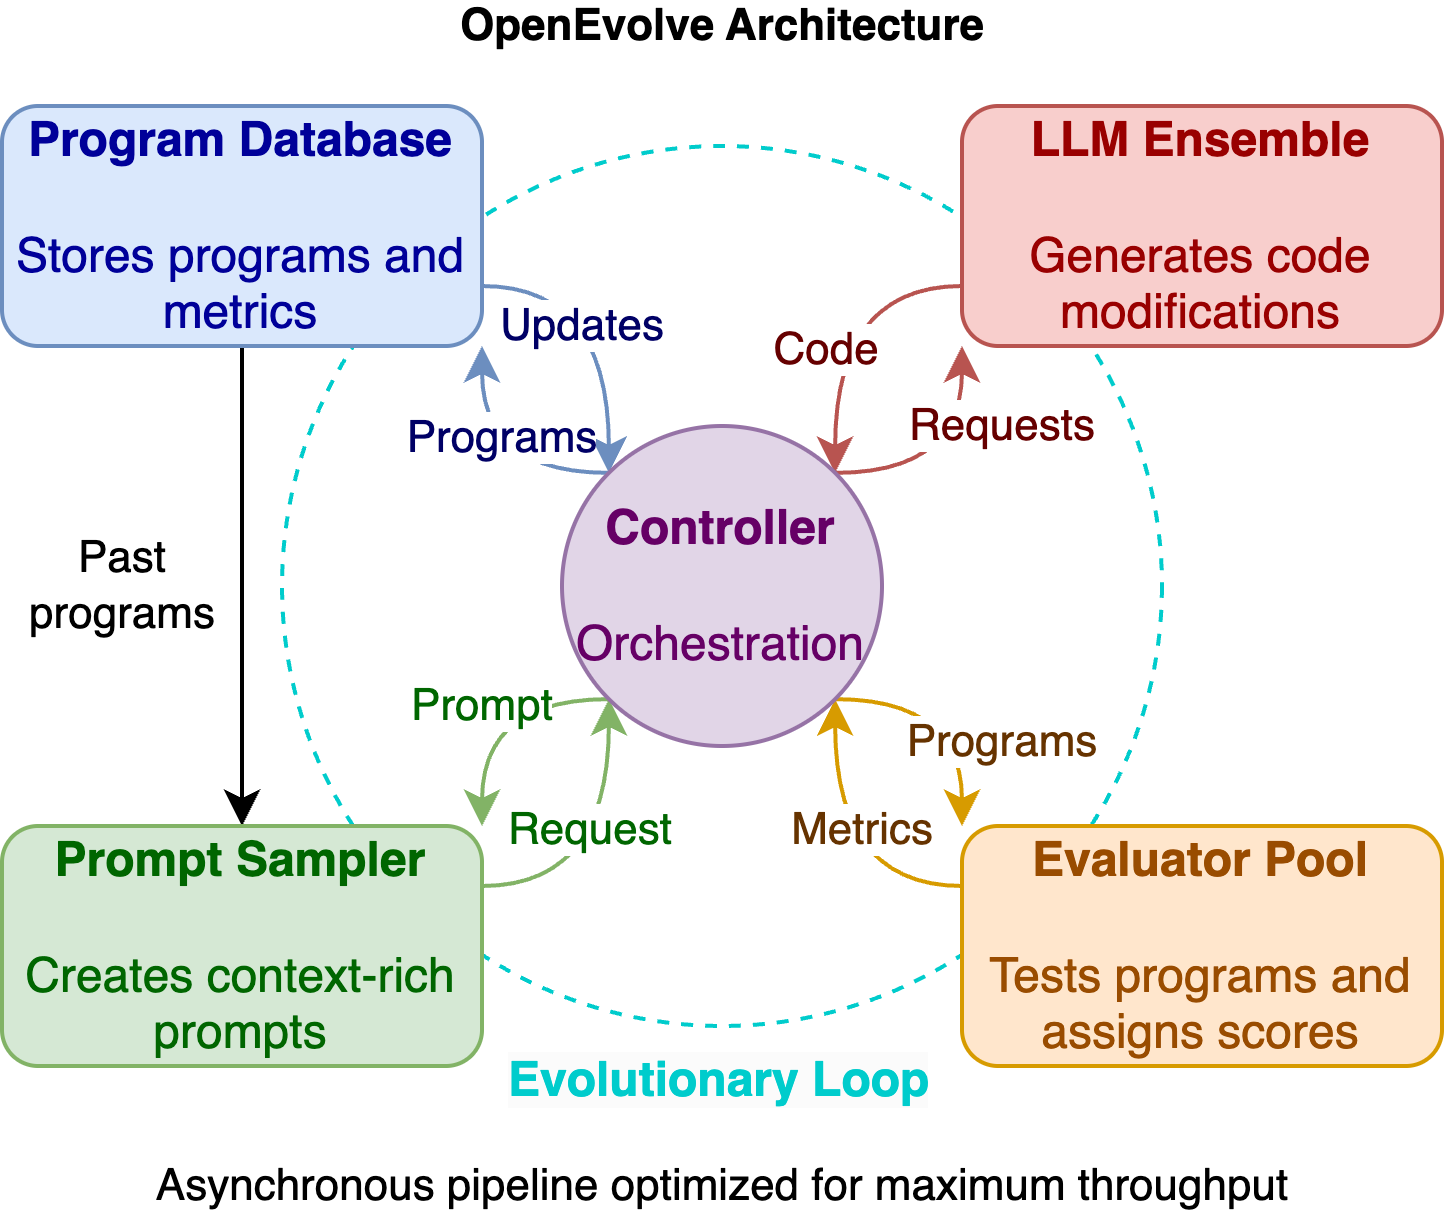 OpenEvolve Architecture
Program Database
Stores programs and
metrics
LLM Ensemble
Generates code
modifications
Updates
Programs
Code
Requests
Controller
Orchestration
Past
programs
Prompt
Request
Programs
Metrics
Prompt Sampler
Creates context-rich
prompts
Evaluator Pool
Tests programs and
assigns scores
Evolutionary Loop
Asynchronous pipeline optimized for maximum throughput